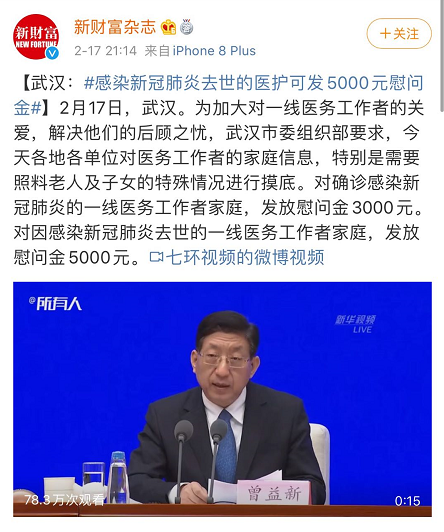 新财富
NEW FORTUNE
新财富杂志
2-17 21:14 来自 iPhone 8 Plus
+关注
【武汉：#感染新冠肺炎去世的医护可发5000元慰问
金#】2月17日，武汉。为加大对一线医务工作者的关
爱，解决他们的后顾之忧，武汉市委组织部要求，今
天各地各单位对医务工作者的家庭信息，特别是需要
照料老人及子女的特殊情况进行摸底。对确诊感染新
冠肺炎的一线医务工作者家庭，发放慰问金3000元。
对因感染新冠肺炎去世的一线医务工作者家庭，发放
慰问金5000元。七环视频的微博视频
@所有人
新华视频
LIVE
曾益新
78.3万次观看
0:15